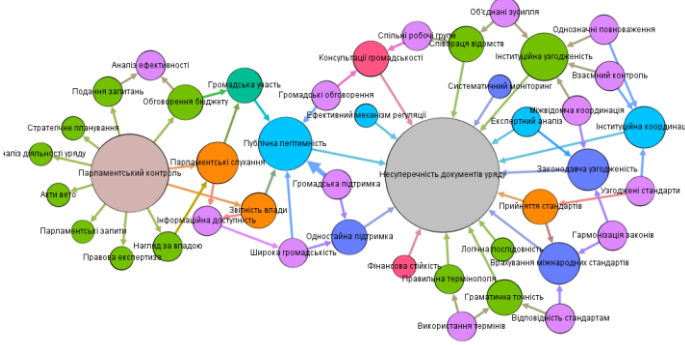 Об'єднані зусилля
Однозначні повноваження
Спільні робочі групи
Співпраця відомств
Інституційна узгодженість
Аналіз ефективності
Консультації громадськості
Взаємний контроль
Подання запитань
Громадська участь
Систематичний моніторинг
Обговорення бюджету
Громадські обговорення
Міжвідомча координація
Ефективний механізм регуляції
Експертний аналіз
Інституційна координаці
Стратегічне планування
Публічна легітимність
наліз діяльності уряду
Парламентські слухання
Законодавча узгодженість
Парламентський контроль
Несуперечність документів уряду
Громадська підтримка
Узгоджені стандарти
Акти вето
Звітність влади
Прийняття стандартів
Інформаційна доступність
Парламентські запити
Одностайна підтримка
Гармонізація законів
Нагляд за владою
Широка громадськість
Логічна послідовність
Правова експертиза
Врахування міжнародних стандартів
Фінансова стійкість
Правильна термінологія
Граматична точність
Відповідність стандартам
Використання термінів